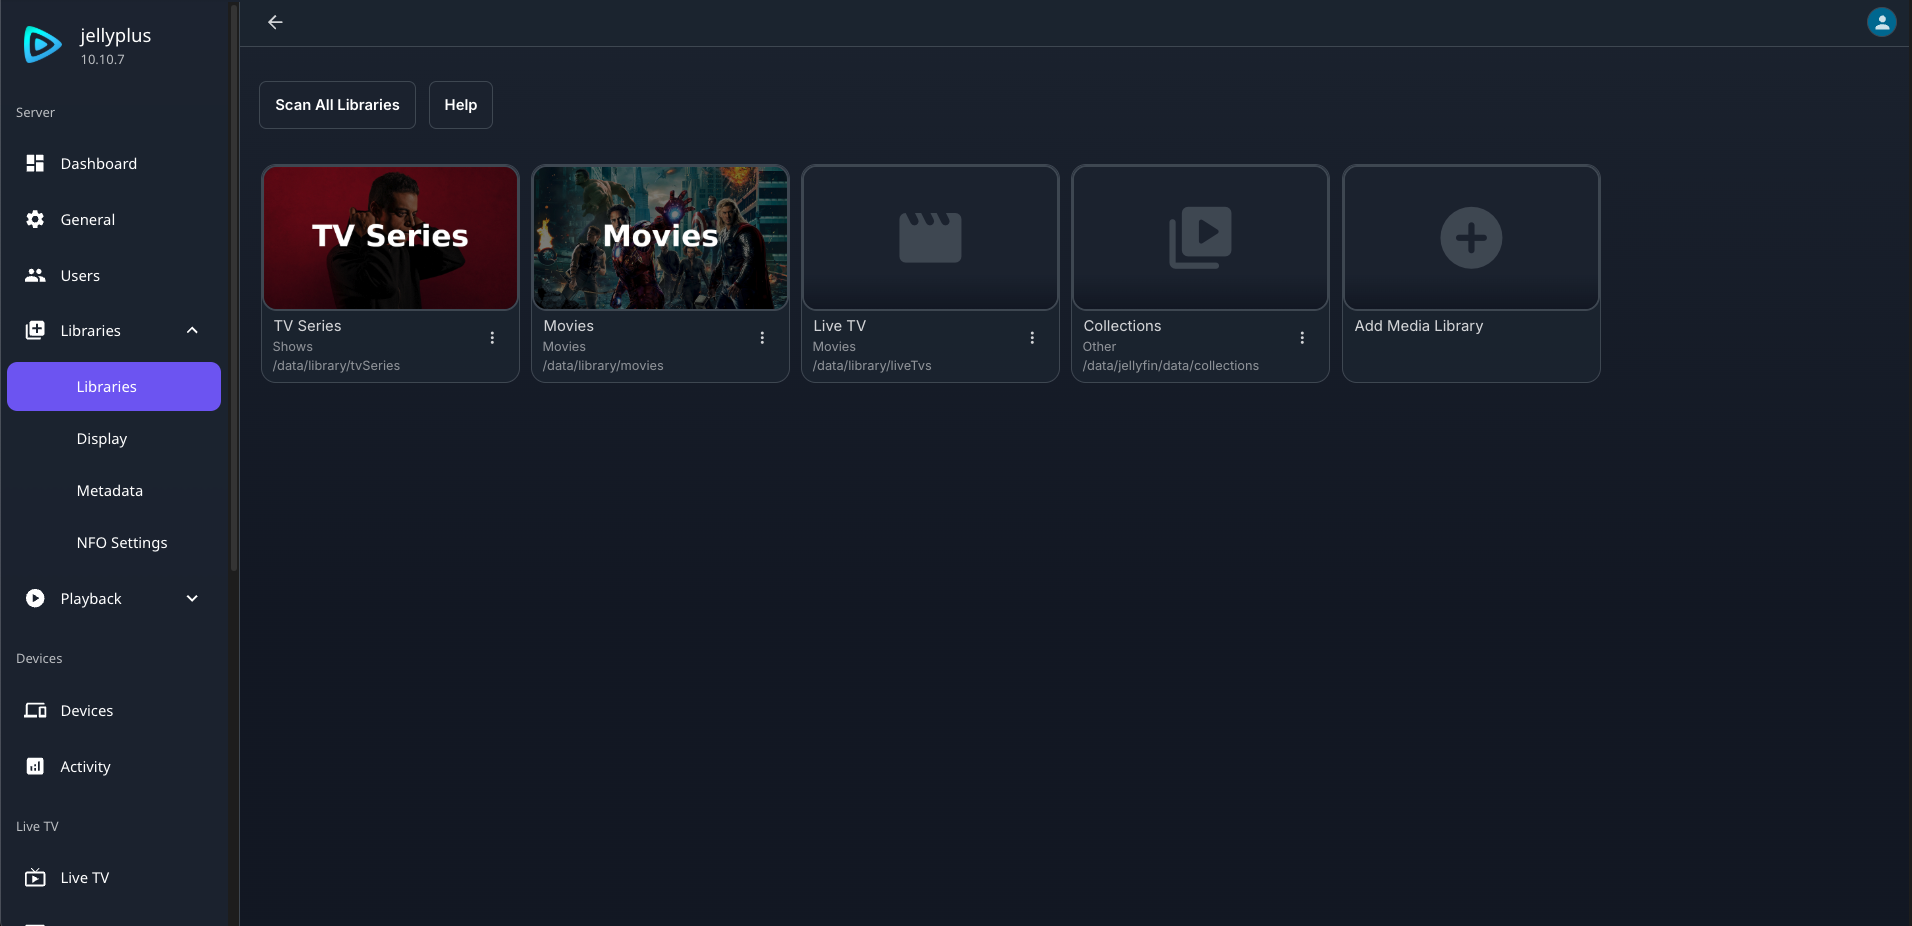 jellyplus
10.10.7
Server
Dashboard
General
Users
Libraries
Libraries
Display
Metadata
NFO Settings
Playback
Devices
Devices
Activity
Live TV
Live TV
Scan All Libraries
Help
TV Series
TV Series
Shows
/data/library/tvSeries
Movies
Movies
Movies
/data/library/movies
Live TV
Movies
/data/library/liveTvs
Collections
Other
/data/jellyfin/data/collections
Add Media Library